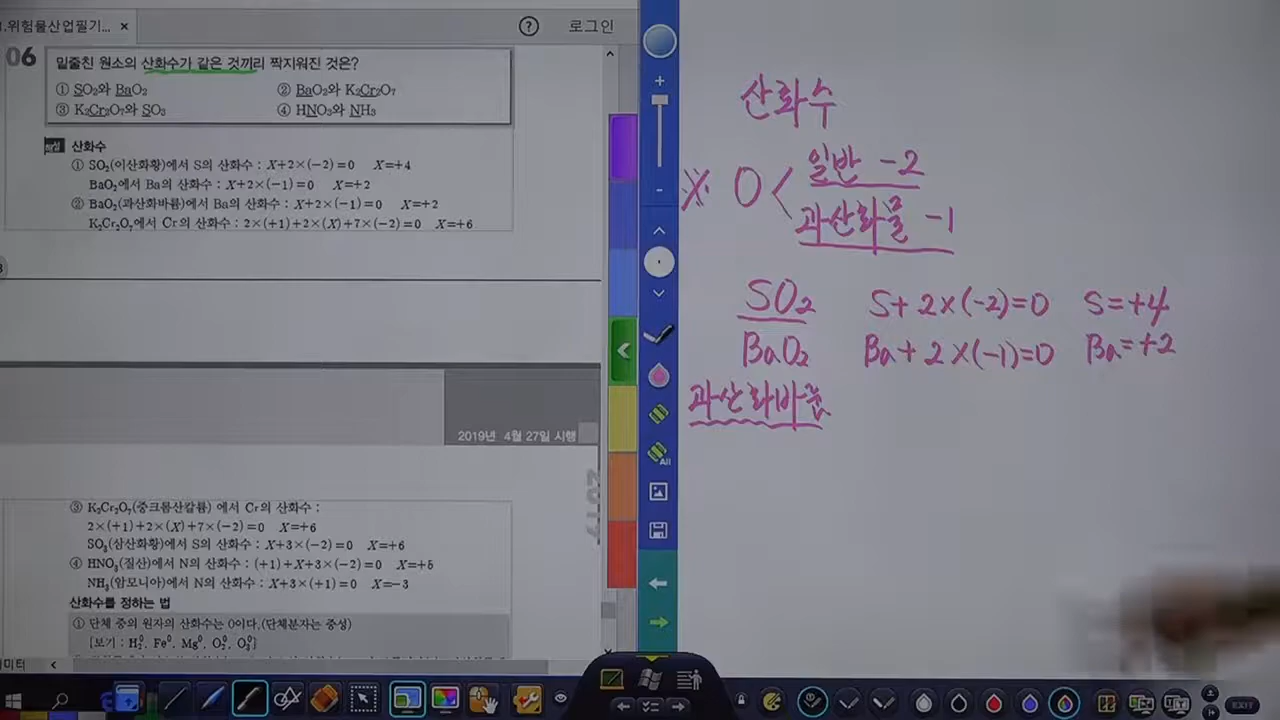 .위험물산업필기... ×
? 로그인
06 밑줄친 원소의 산화수가 같은 것끼리 짝지워진 것은?
① SO₂와 BaO₂ ② BaO₂와 K₂Cr₂O₇
③ K₂Cr₂O₇와 SO₃ ④ HNO₃와 NH₃
해설 산화수
① SO₂(이산화황)에서 S의 산화수 : X+2×(−2)=0 X=+4
BaO₂에서 Ba의 산화수 : X+2×(−1)=0 X=+2
② BaO₂(과산화바륨)에서 Ba의 산화수 : X+2×(−1)=0 X=+2
K₂Cr₂O₇에서 Cr의 산화수 : 2×(+1)+2×(X)+7×(−2)=0 X=+6
2019년 4월 27일 시행
③ K₂Cr₂O₇(중크롬산칼륨) 에서 Cr의 산화수 :
2×(+1)+2×(X)+7×(−2)=0 X=+6
SO₃(삼산화황)에서 S의 산화수 : X+3×(−2)=0 X=+6
④ HNO₃(질산)에서 N의 산화수 : (+1)+X+3×(−2)=0 X=+5
NH₃(암모니아)에서 N의 산화수 : X+3×(+1)=0 X=−3
산화수를 정하는 법
① 단체 중의 원자의 산화수는 0이다.(단체분자는 중성)
[보기 : H₂⁰, Fe⁰, Mg⁰, O₂⁰, O₃⁰]
미터
산화수
※ O < 일반 -2
과산화물 -1
SO₂ S+2×(-2)=0 S=+4
BaO₂ Ba+2×(-1)=0 Ba=+2
과산화바륨
All
EXIT